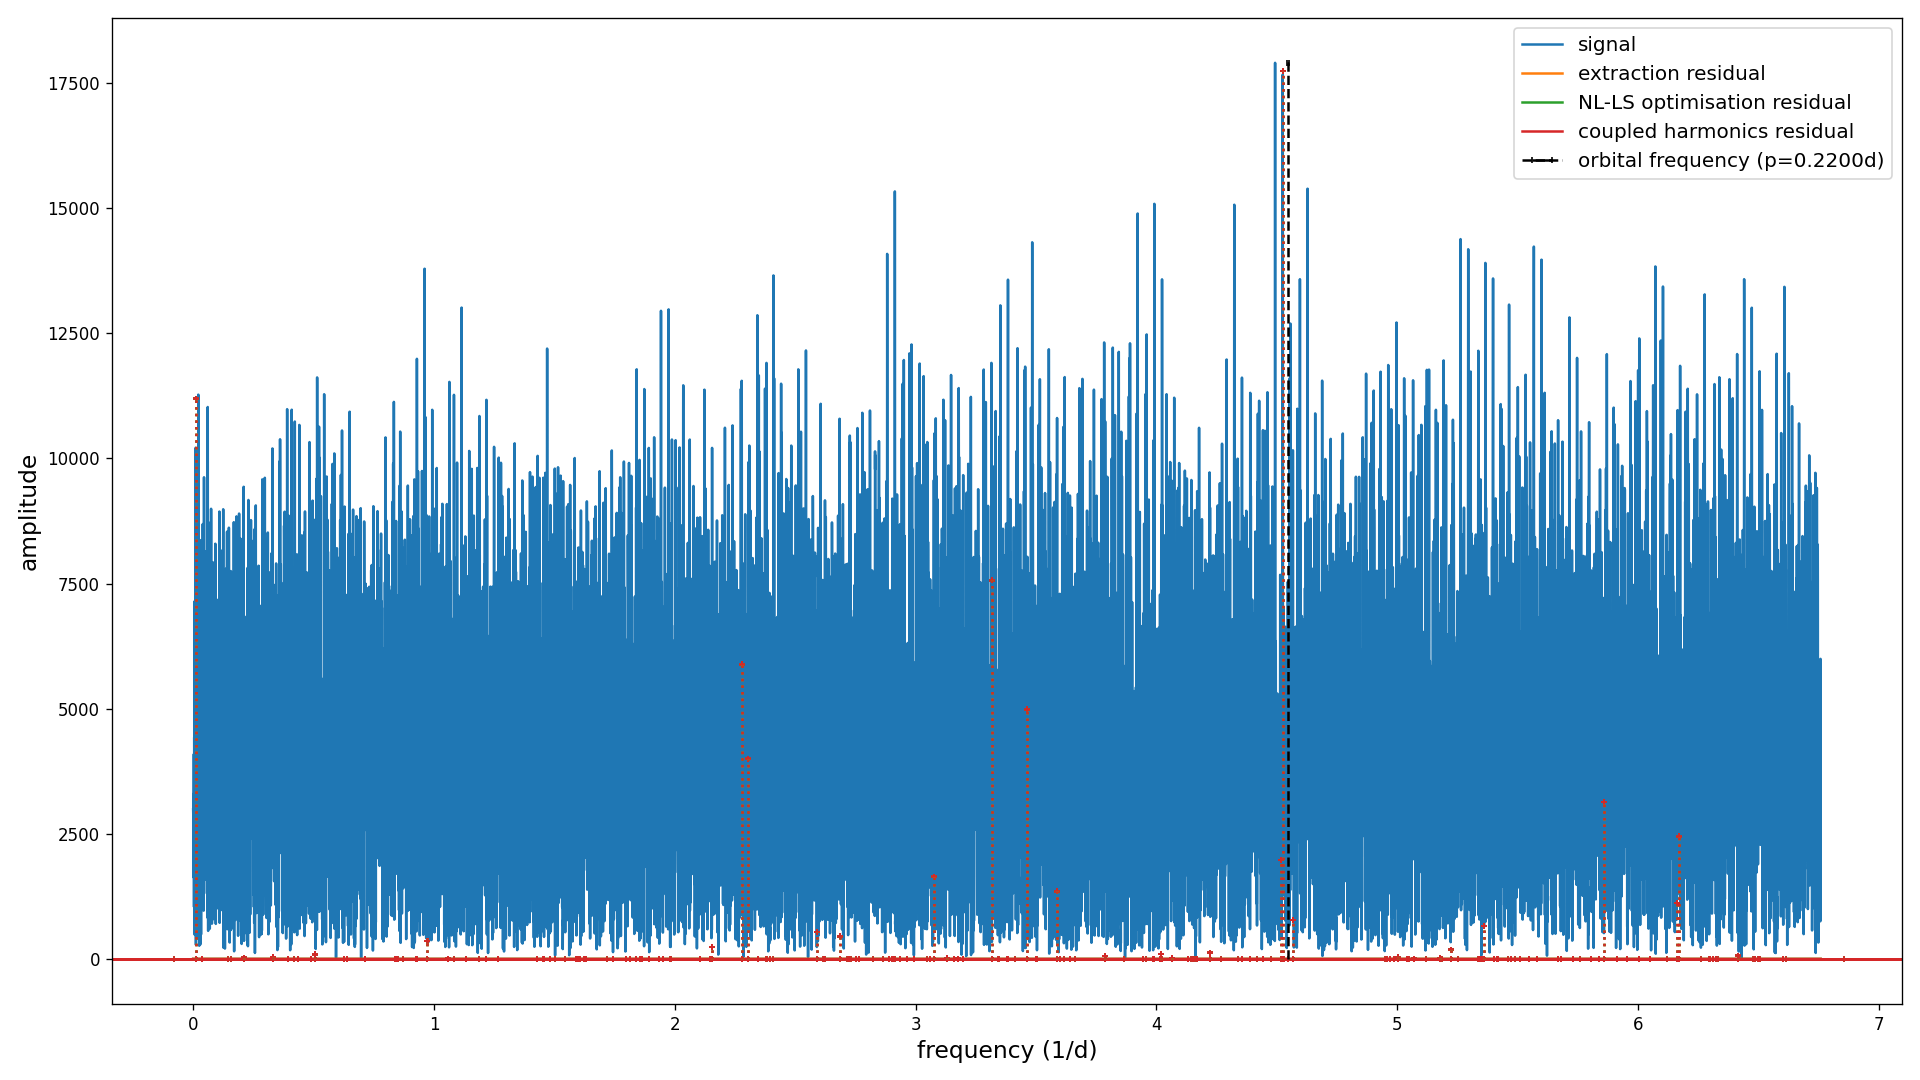 signal
extraction residual
NL-LS optimisation residual
coupled harmonics residual
orbital frequency (p=0.2200d)
17500
15000
12500
10000
7500
5000
2500
0
amplitude
0 1 2 3 4 5 6 7
frequency (1/d)